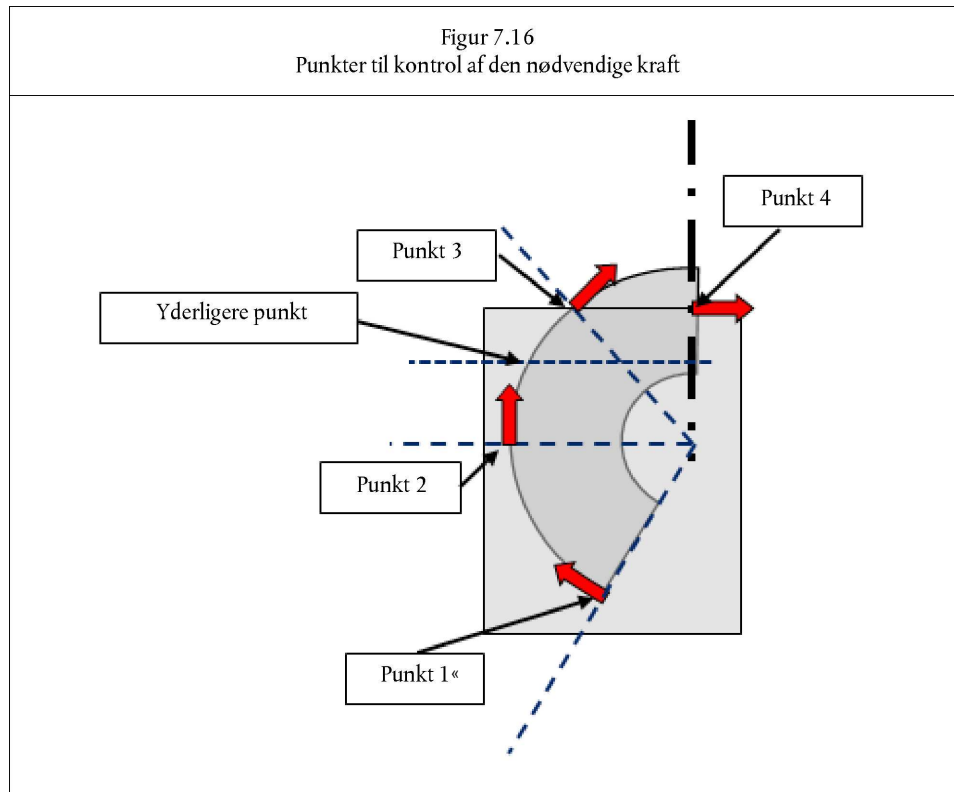 Figur 7.16
Punkter til kontrol af den nødvendige kraft
Punkt 4
Punkt 3
Yderligere punkt
Punkt 2
Punkt 1«